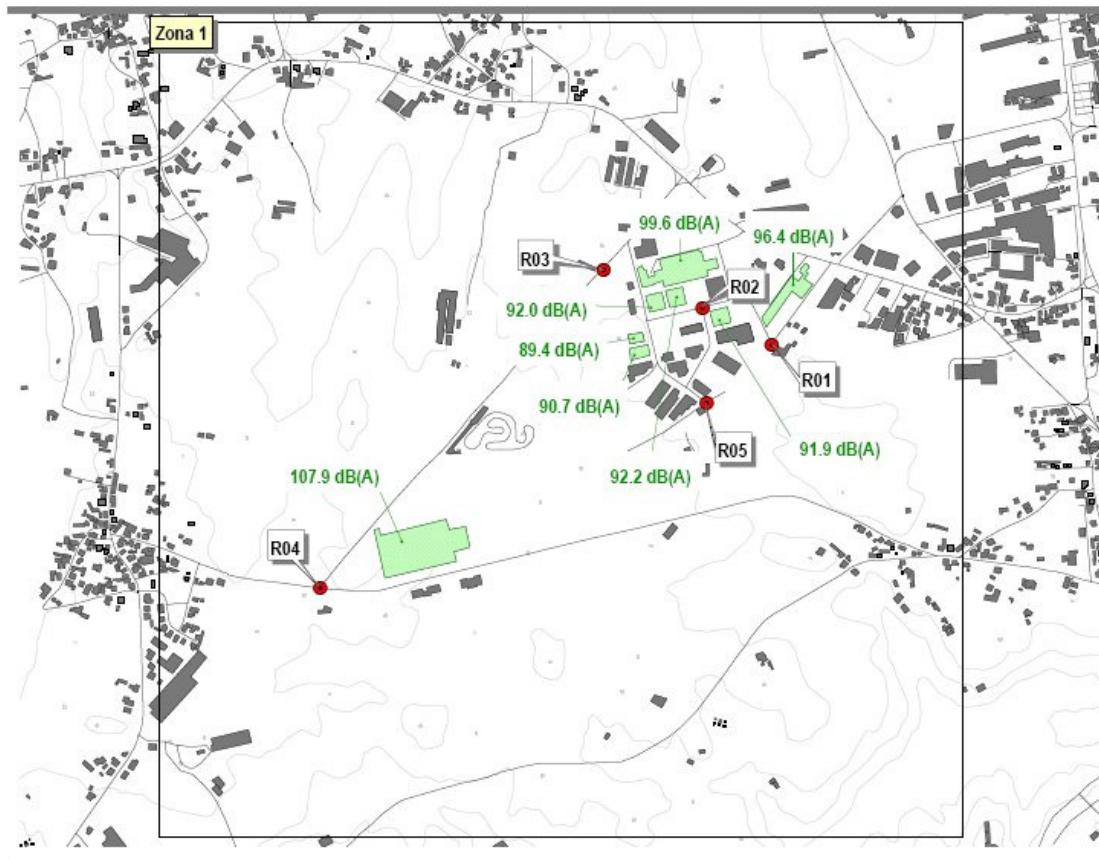 Zona 1
99.6 dB(A)
96.4 dB(A)
R03
R02
92.0 dB(A)
89.4 dB(A)
R01
90.7 dB(A)
R05
91.9 dB(A)
107.9 dB(A)
92.2 dB(A)
R04